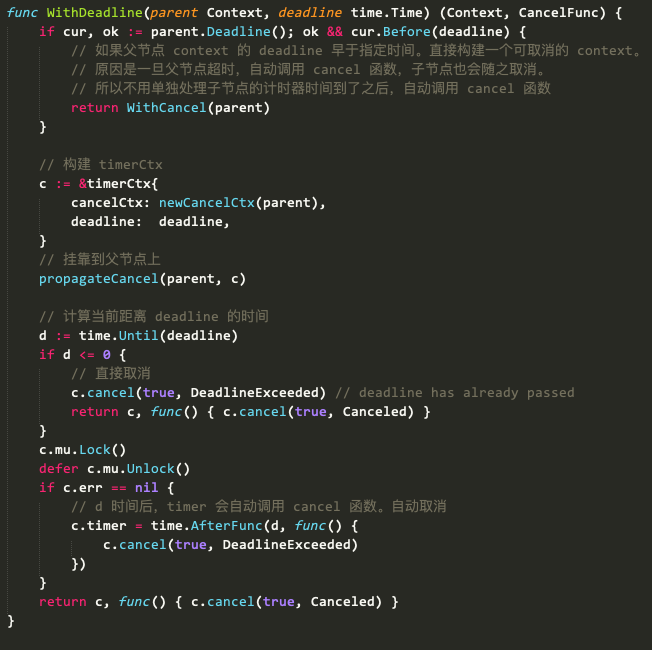 func WithDeadline(parent Context, deadline time.Time) (Context, CancelFunc) {
    if cur, ok := parent.Deadline(); ok && cur.Before(deadline) {
        // 如果父节点 context 的 deadline 早于指定时间。直接构建一个可取消的 context。
        // 原因是一旦父节点超时，自动调用 cancel 函数，子节点也会随之取消。
        // 所以不用单独处理子节点的计时器时间到了之后，自动调用 cancel 函数
        return WithCancel(parent)
    }

    // 构建 timerCtx
    c := &timerCtx{
        cancelCtx: newCancelCtx(parent),
        deadline:  deadline,
    }
    // 挂靠到父节点上
    propagateCancel(parent, c)

    // 计算当前距离 deadline 的时间
    d := time.Until(deadline)
    if d <= 0 {
        // 直接取消
        c.cancel(true, DeadlineExceeded) // deadline has already passed
        return c, func() { c.cancel(true, Canceled) }
    }
    c.mu.Lock()
    defer c.mu.Unlock()
    if c.err == nil {
        // d 时间后，timer 会自动调用 cancel 函数。自动取消
        c.timer = time.AfterFunc(d, func() {
            c.cancel(true, DeadlineExceeded)
        })
    }
    return c, func() { c.cancel(true, Canceled) }
}